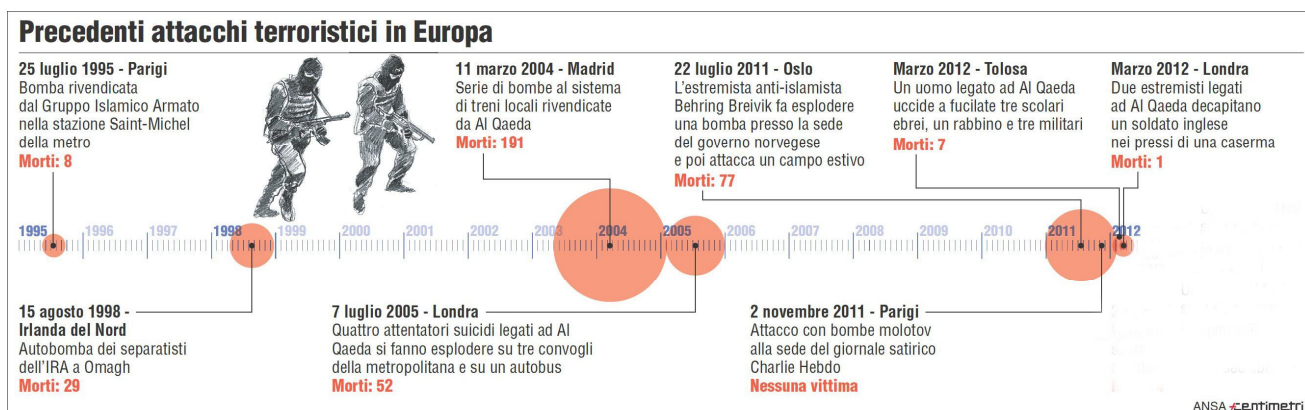 Precedenti attacchi terroristici in Europa
25 luglio 1995 - Parigi
Bomba rivendicata
dal Gruppo Islamico Armato
nella stazione Saint-Michel
della metro
Morti: 8
11 marzo 2004 - Madrid
Serie di bombe al sistema
di treni locali rivendicate
da Al Qaeda
Morti: 191
22 luglio 2011 - Oslo
L'estremista anti-islamista
Behring Breivik fa esplodere
una bomba presso la sede
del governo norvegese
e poi attacca un campo estivo
Morti: 77
Marzo 2012 - Tolosa
Un uomo legato ad Al Qaeda
uccide a fucilate tre scolari
ebrei, un rabbino e tre militari
Morti: 7
Marzo 2012 - Londra
Due estremisti legati
ad Al Qaeda decapitano
un soldato inglese
nei pressi di una caserma
Morti: 1
1995 1996 1997 1998 1999 2000 2001 2002 2003 2004 2005 2006 2007 2008 2009 2010 2011 2012
15 agosto 1998 -
Irlanda del Nord
Autobomba dei separatisti
dell'IRA a Omagh
Morti: 29
7 luglio 2005 - Londra
Quattro attentatori suicidi legati ad Al
Qaeda si fanno esplodere su tre convogli
della metropolitana e su un autobus
Morti: 52
2 novembre 2011 - Parigi
Attacco con bombe molotov
alla sede del giornale satirico
Charlie Hebdo
Nessuna vittima
ANSA centimetri